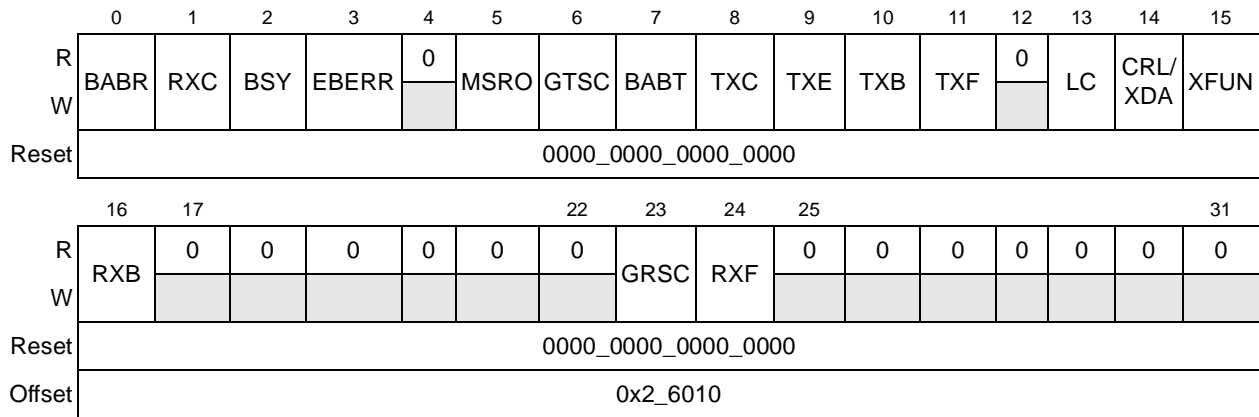 0 1 2 3 4 5 6 7 8 9 10 11 12 13 14 15
R BABR RXC BSY EBERR 0 MSRO GTSC BABT TXC TXE TXB TXF 0 LC CRL/ XFUN
W XDA
Reset 0000_0000_0000_0000
16 17 22 23 24 25 31
R RXB 0 0 0 0 0 0 GRSC RXF 0 0 0 0 0 0 0
W
Reset 0000_0000_0000_0000
Offset 0x2_6010